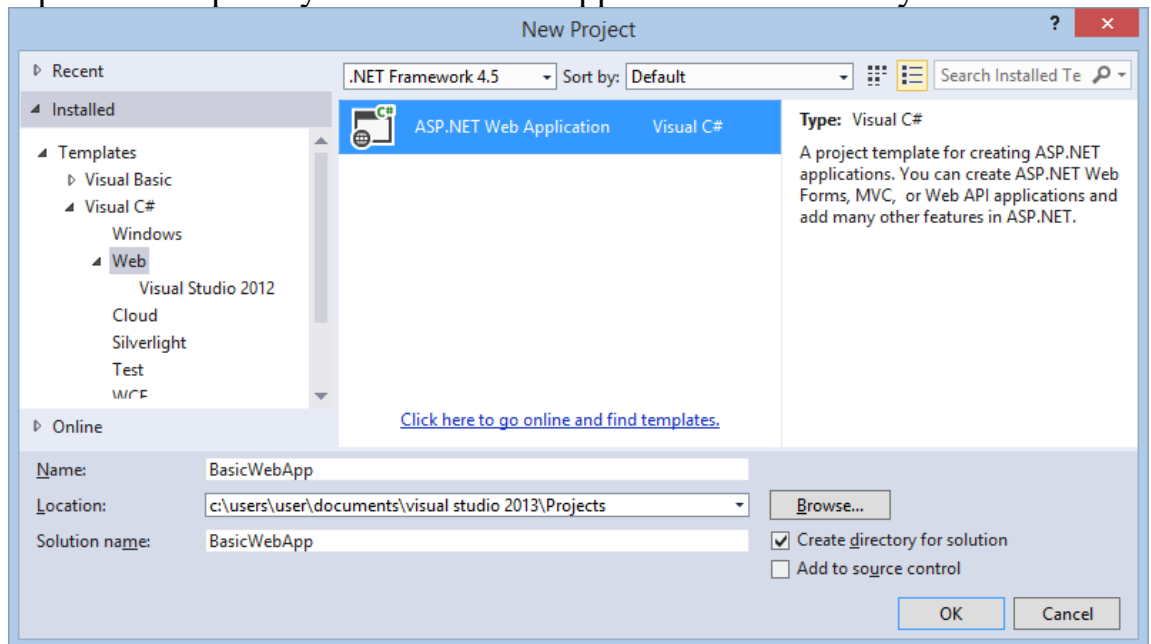 New Project
? ×
Recent
.NET Framework 4.5 Sort by: Default Search Installed Te
Installed
Templates
Visual Basic
Visual C#
Windows
Web
Visual Studio 2012
Cloud
Silverlight
Test
WCF
Online
C#
ASP.NET Web Application Visual C#
Click here to go online and find templates.
Type: Visual C#
A project template for creating ASP.NET
applications. You can create ASP.NET Web
Forms, MVC, or Web API applications and
add many other features in ASP.NET.
Name: BasicWebApp
Location: c:\users\user\documents\visual studio 2013\Projects Browse...
Solution name: BasicWebApp
Create directory for solution
Add to source control
OK Cancel